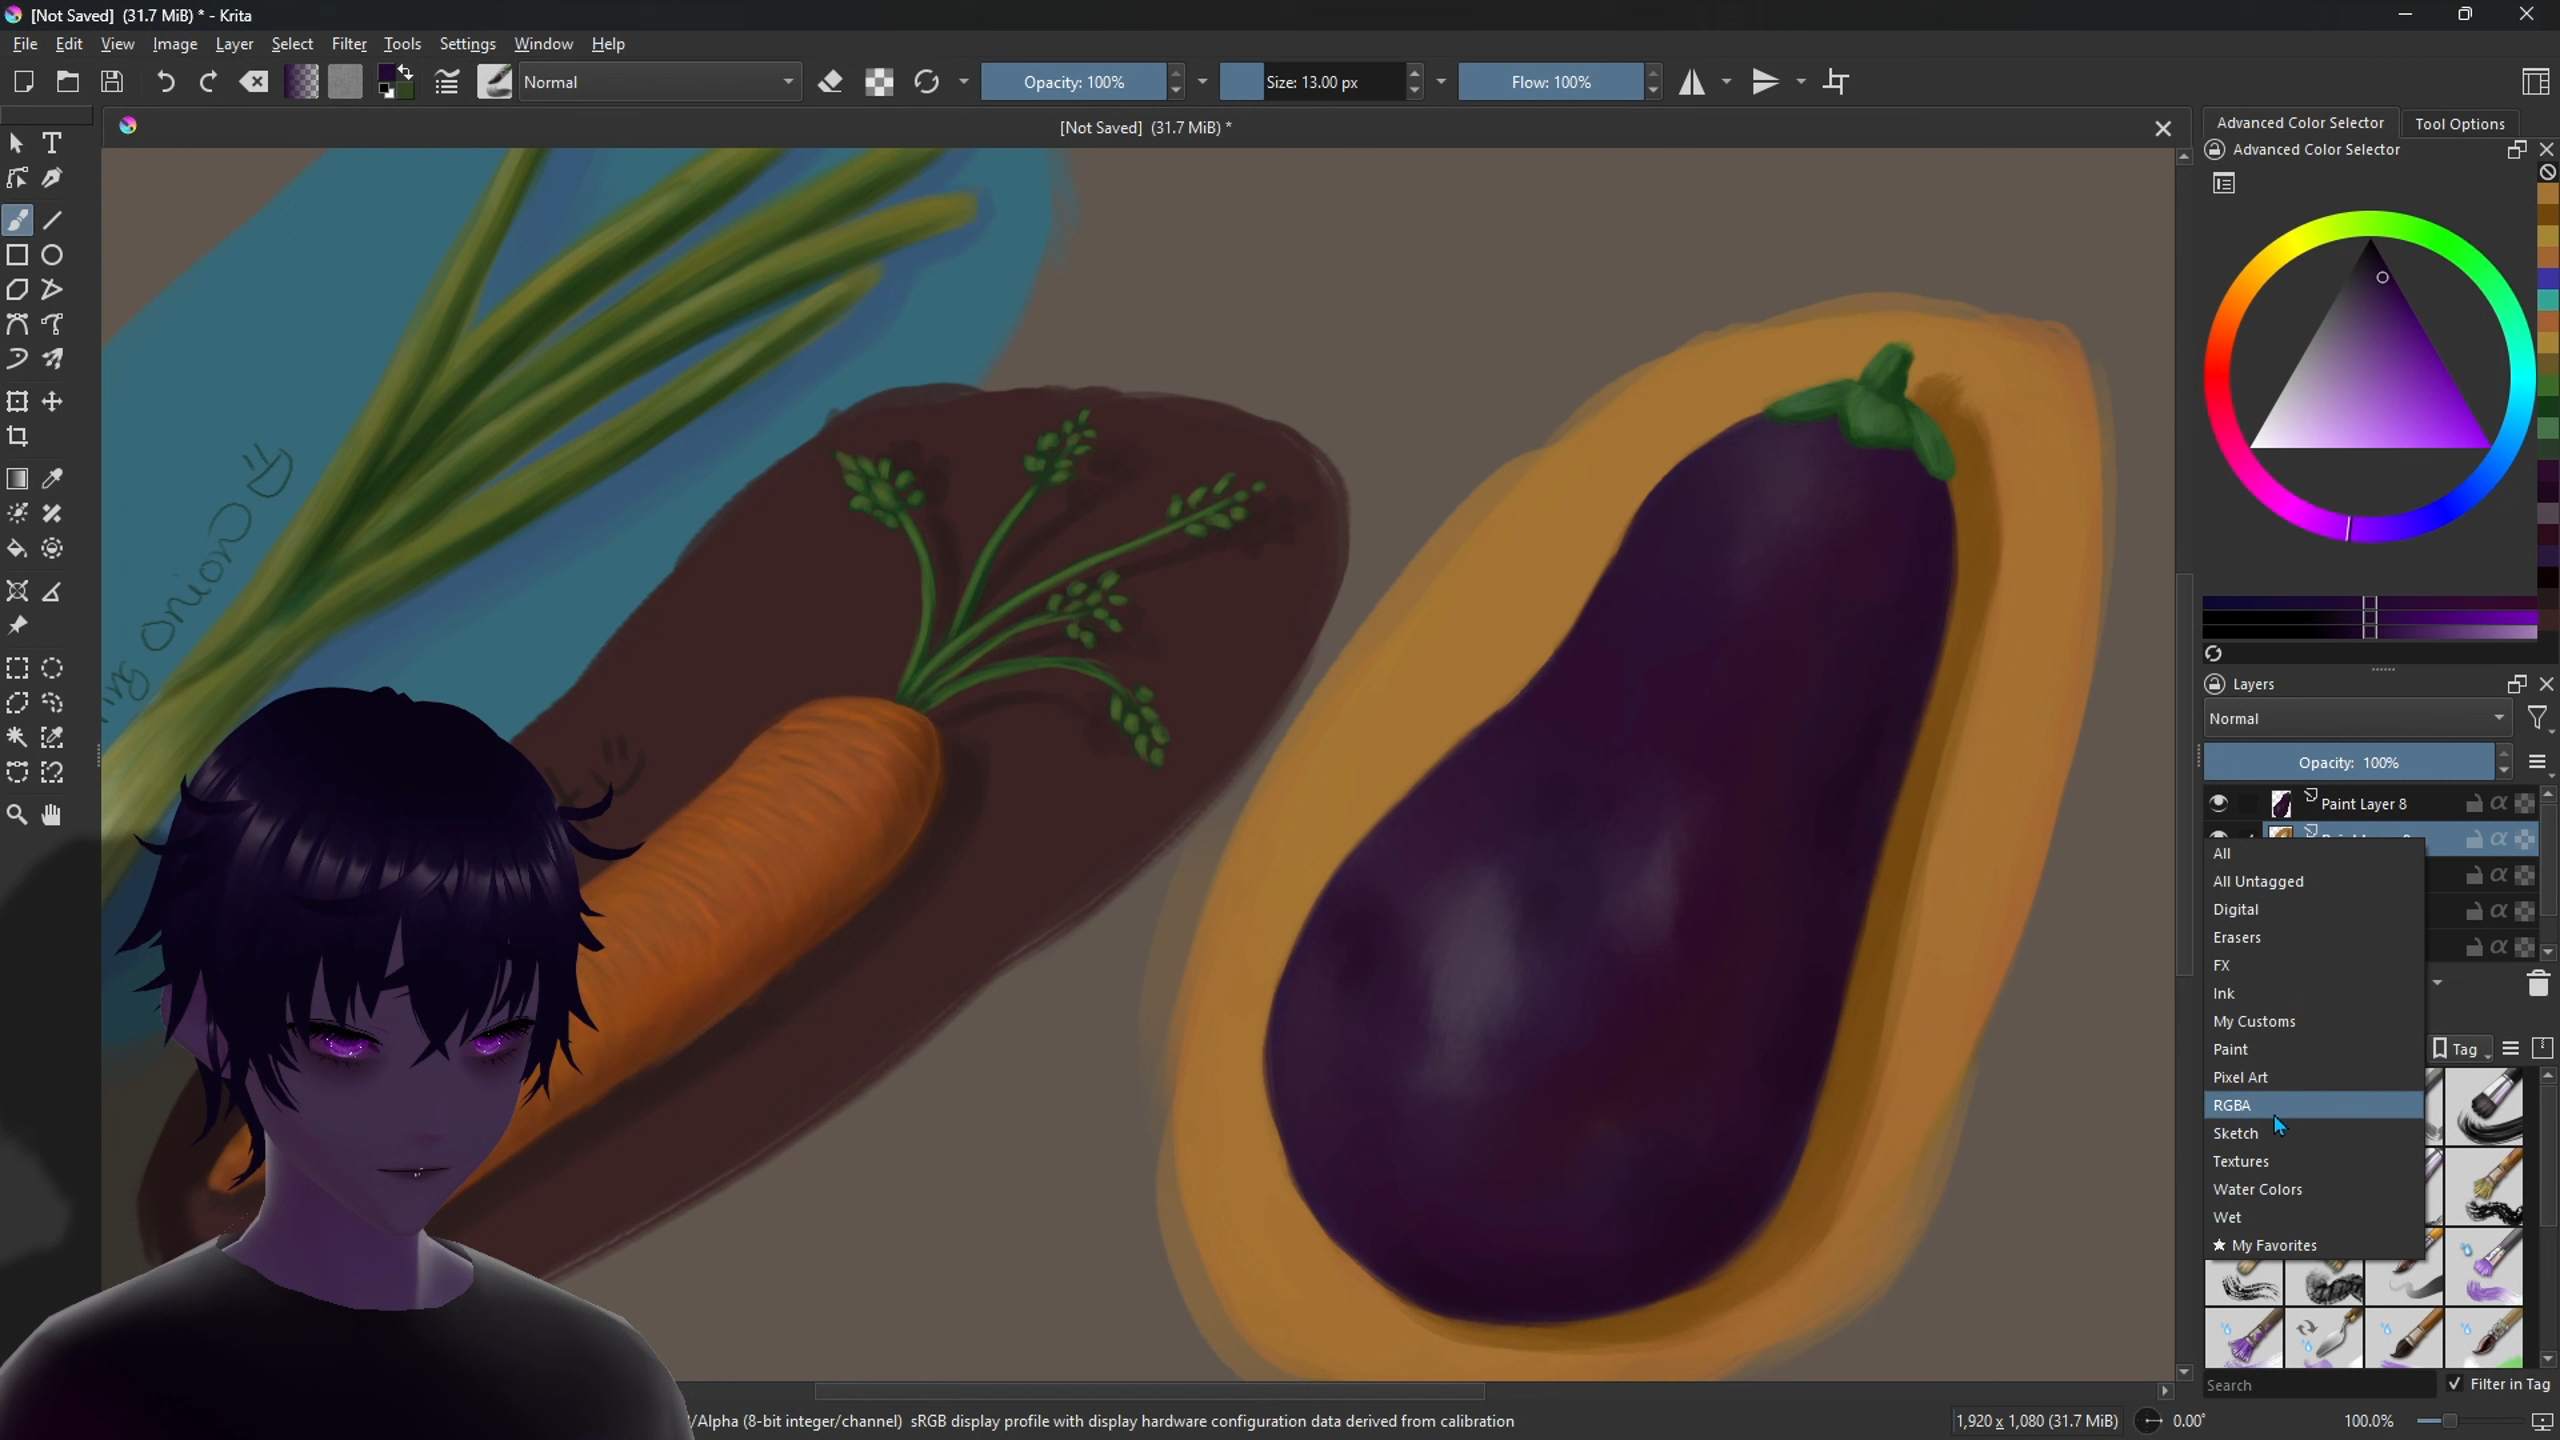 [Not Saved] (31.7 MiB) * - Krita
File Edit View Image Layer Select Filter Tools Settings Window Help
Normal Opacity: 100% Size: 13.00 px Flow: 100%
[Not Saved] (31.7 MiB) *
Advanced Color Selector Tool Options
Advanced Color Selector
onion
Layers
Normal
Opacity: 100%
Paint Layer 8
All
All Untagged
Digital
Erasers
FX
Ink
My Customs
Paint
Pixel Art
RGBA
Sketch
Textures
Water Colors
Wet
★ My Favorites
Tag
Search Filter in Tag
/Alpha (8-bit integer/channel) sRGB display profile with display hardware configuration data derived from calibration
1,920 x 1,080 (31.7 MiB) 0.00° 100.0%